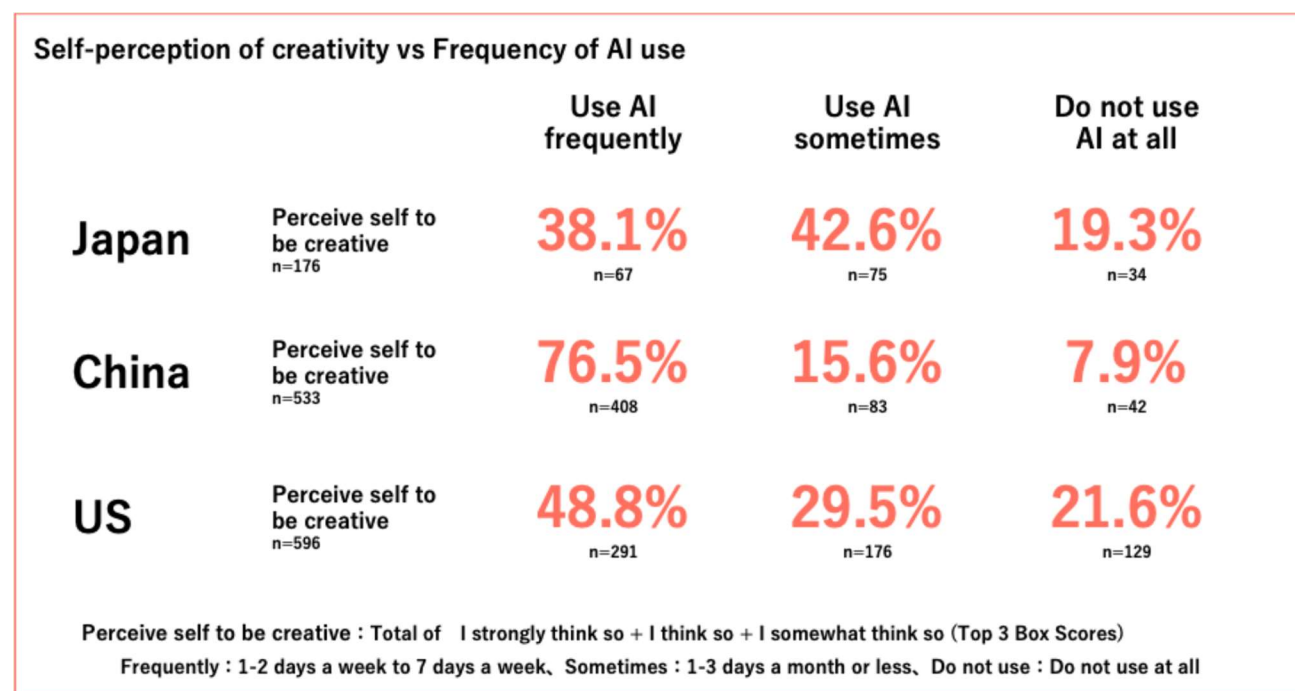 Self-perception of creativity vs Frequency of AI use
Use AI
frequently
Use AI
sometimes
Do not use
AI at all
Japan
Perceive self to
be creative
n=176
38.1%
n=67
42.6%
n=75
19.3%
n=34
China
Perceive self to
be creative
n=533
76.5%
n=408
15.6%
n=83
7.9%
n=42
US
Perceive self to
be creative
n=596
48.8%
n=291
29.5%
n=176
21.6%
n=129
Perceive self to be creative：Total of　I strongly think so + I think so + I somewhat think so (Top 3 Box Scores)
Frequently：1-2 days a week to 7 days a week、Sometimes：1-3 days a month or less、Do not use：Do not use at all